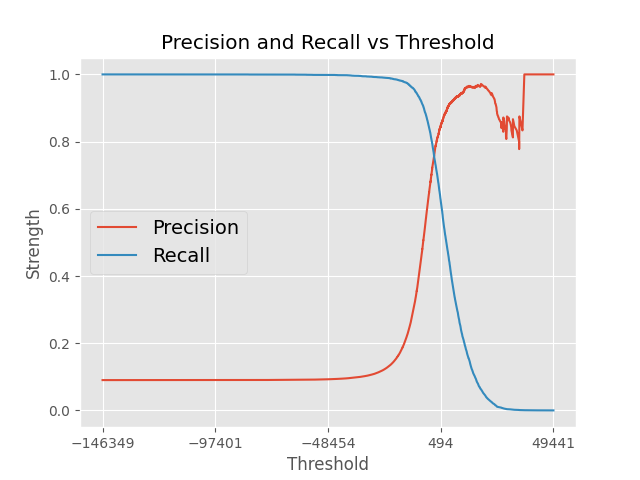 Precision and Recall vs Threshold
1.0
0.8
0.6
0.4
0.2
0.0
Strength
Precision
Recall
−146349
−97401
−48454
494
49441
Threshold